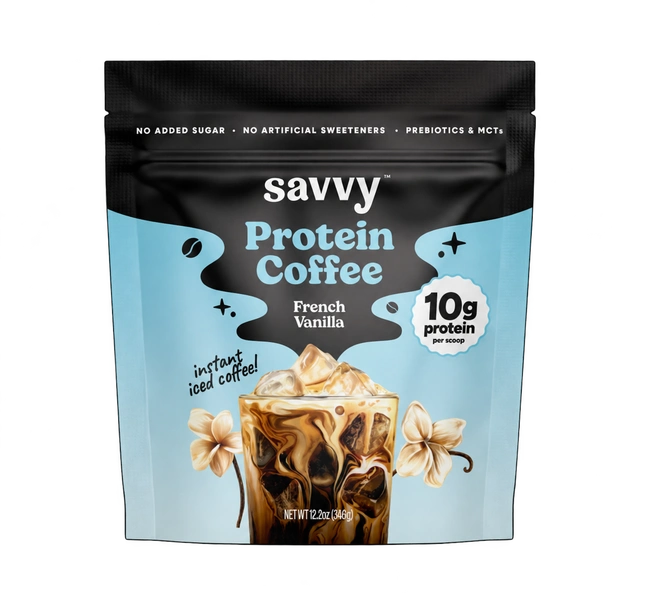 NO ADDED SUGAR • NO ARTIFICIAL SWEETENERS • PREBIOTICS & MCTs
savvy™
Protein
Coffee
French
Vanilla
10g
protein
per scoop
instant
iced coffee!
NET WT 12.2oz (346g)